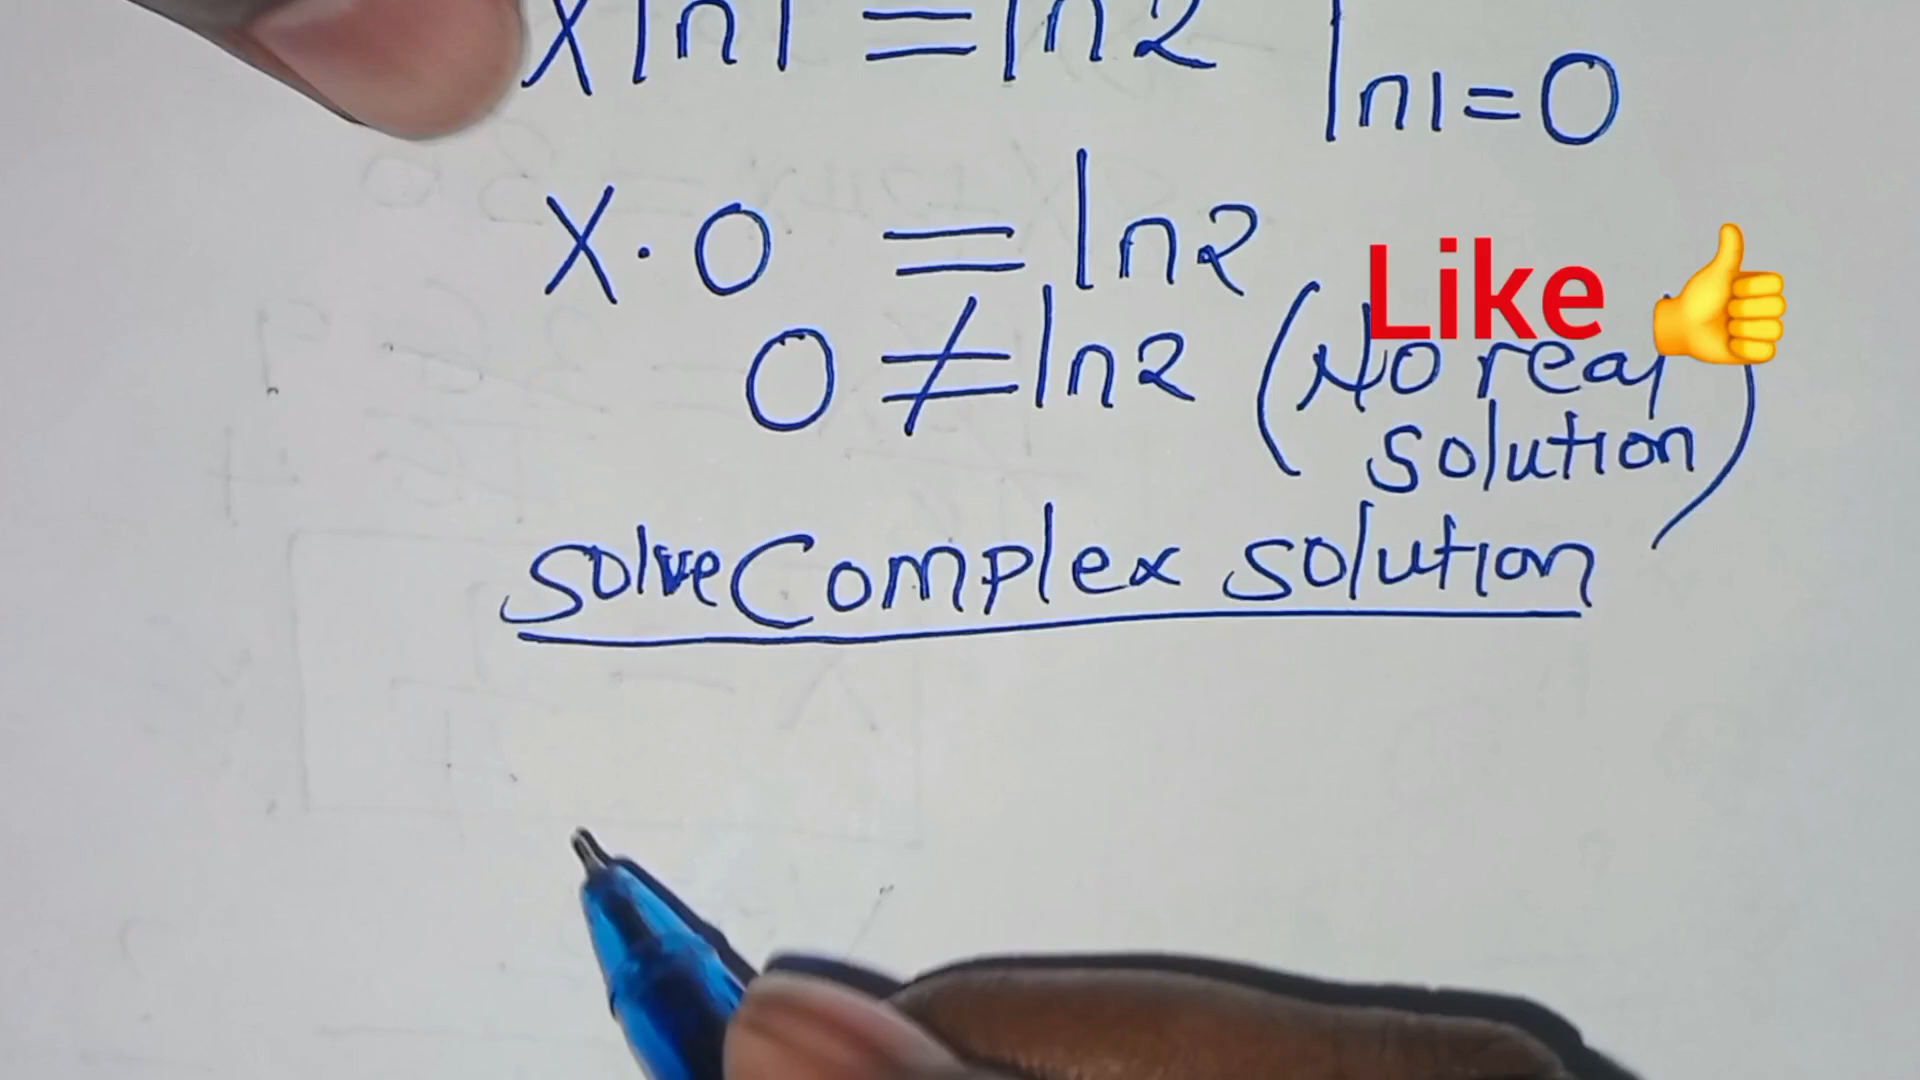 xln1 = ln2 ln1=0
x·0 = ln2
Like 👍
0 ≠ ln2 (No real
solution)
solve Complex solution